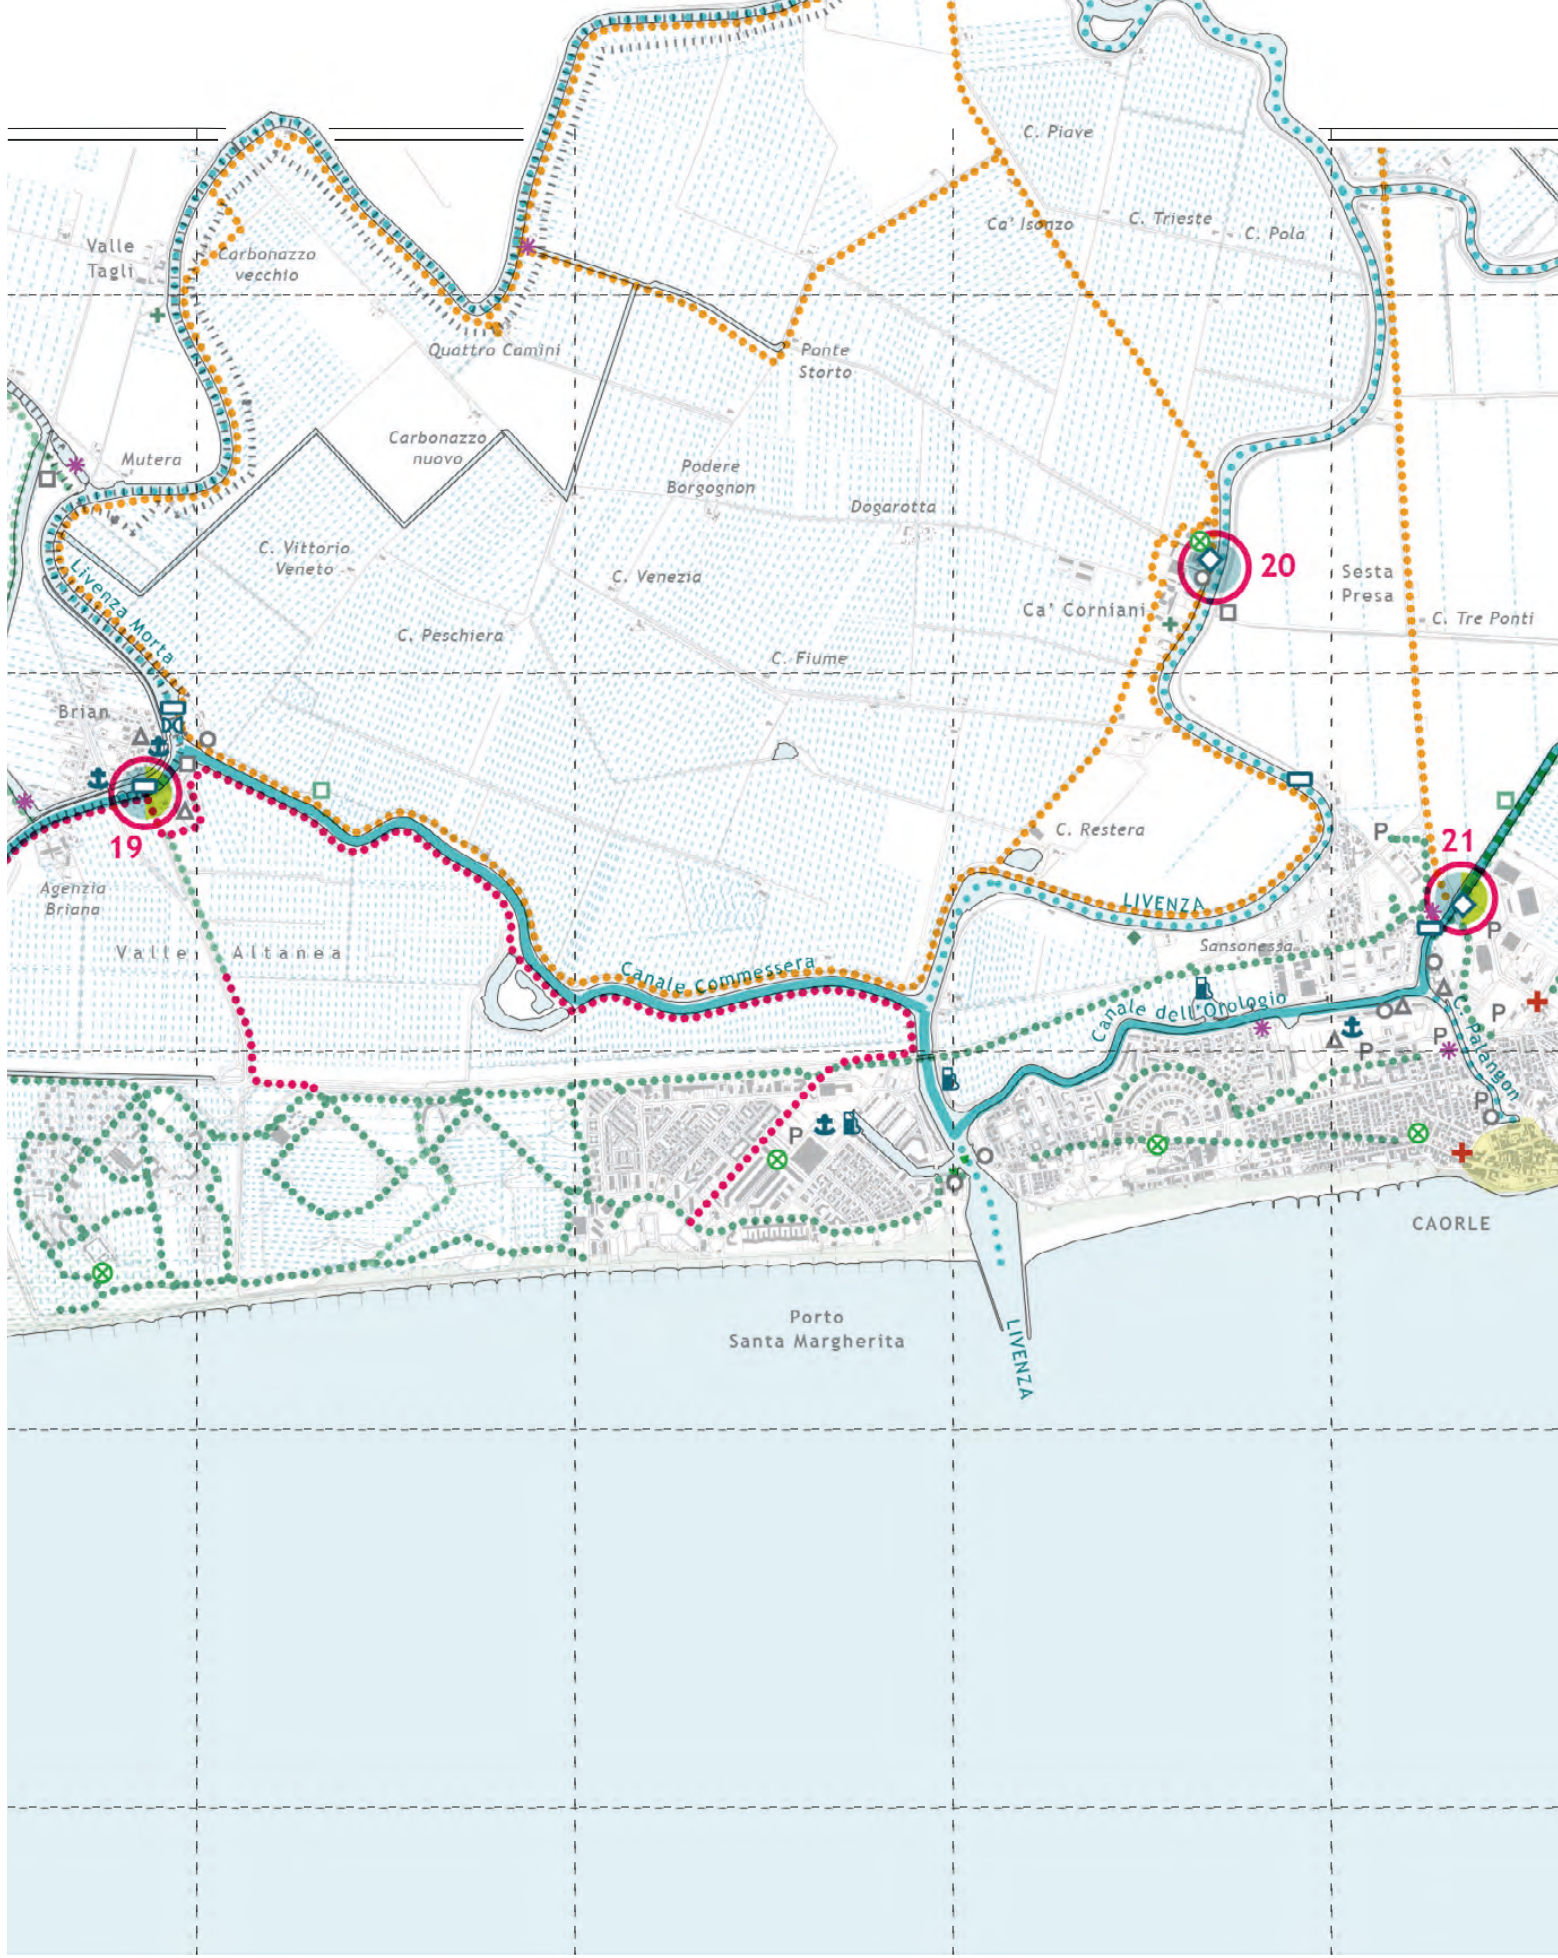 C. Piave
Ca' Isonzo
C. Trieste
C. Pola
Valle
Tagli
Carbonazzo
vecchio
Quattro Camini
Ponte
Storto
Mutera
Carbonazzo
nuovo
Podere
Borgognon
Dogarotta
C. Vittorio
Veneto
C. Venezia
20
Sesta
Presa
Ca' Corniani
C. Tre Ponti
Livenza Morta
C. Peschiera
C. Fiume
Brian
19
C. Restera
P
21
Agenzia
Briana
LIVENZA
P
Valle Altanea
Sansonessa
Canale Commessera
Canale dell'Orologio
P
C. Palangon
P
P
P
CAORLE
Porto
Santa Margherita
LIVENZA